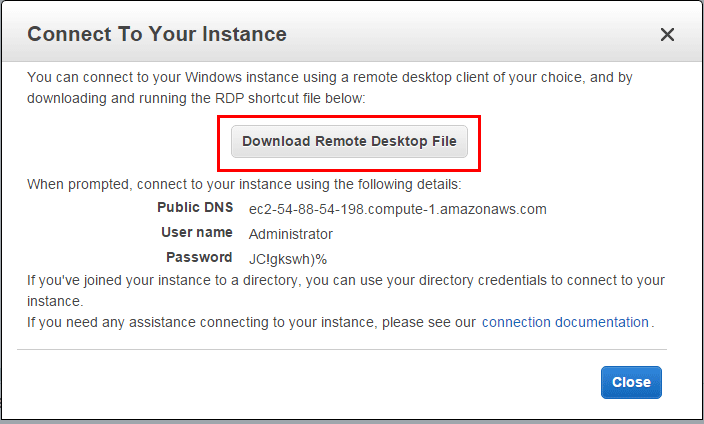 Connect To Your Instance
You can connect to your Windows instance using a remote desktop client of your choice, and by
downloading and running the RDP shortcut file below:
Download Remote Desktop File
When prompted, connect to your instance using the following details:
Public DNS ec2-54-88-54-198.compute-1.amazonaws.com
User name Administrator
Password JC!gkswh)%
If you've joined your instance to a directory, you can use your directory credentials to connect to your
instance.
If you need any assistance connecting to your instance, please see our connection documentation.
Close